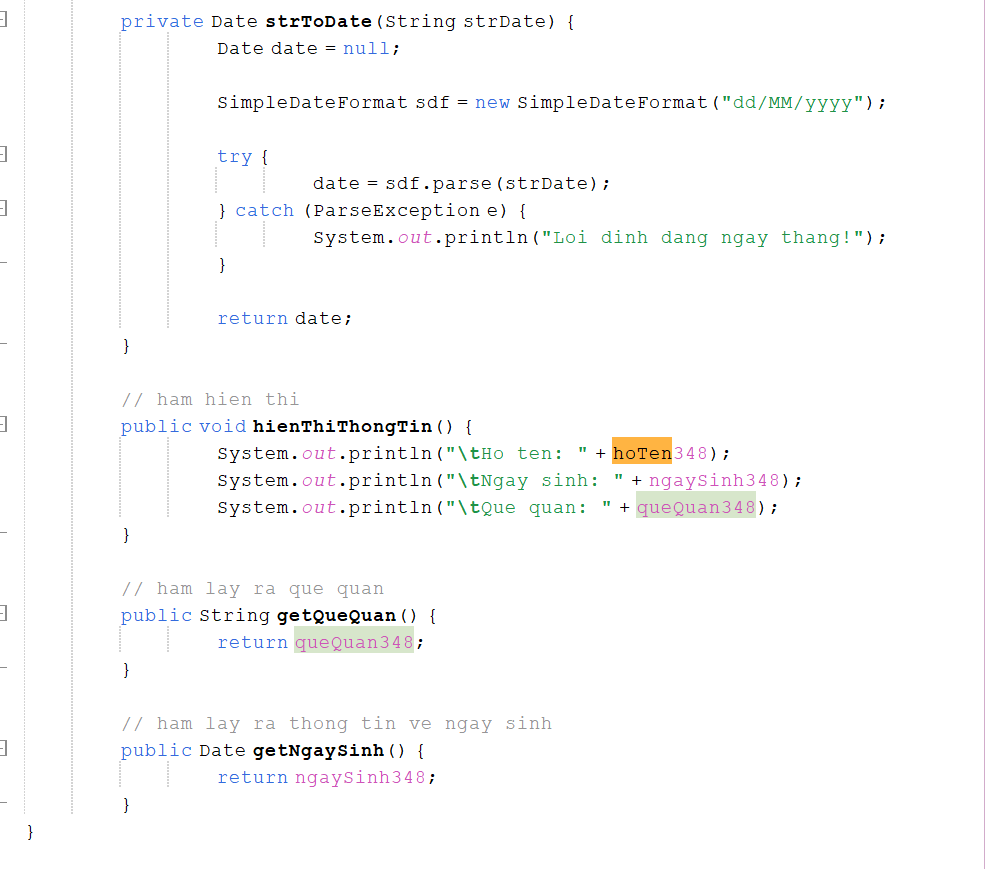 private Date strToDate(String strDate) {
Date date = null;
SimpleDateFormat sdf = new SimpleDateFormat("dd/MM/yyyy");
try {
date = sdf.parse(strDate);
} catch (ParseException e) {
System.out.println("Loi dinh dang ngay thang!");
}
return date;
}
// ham hien thi
public void hienThiThongTin() {
System.out.println("\tHo ten: " + hoTen348);
System.out.println("\tNgay sinh: " + ngaySinh348);
System.out.println("\tQue quan: " + queQuan348);
}
// ham lay ra que quan
public String getQueQuan() {
return queQuan348;
}
// ham lay ra thong tin ve ngay sinh
public Date getNgaySinh() {
return ngaySinh348;
}
}